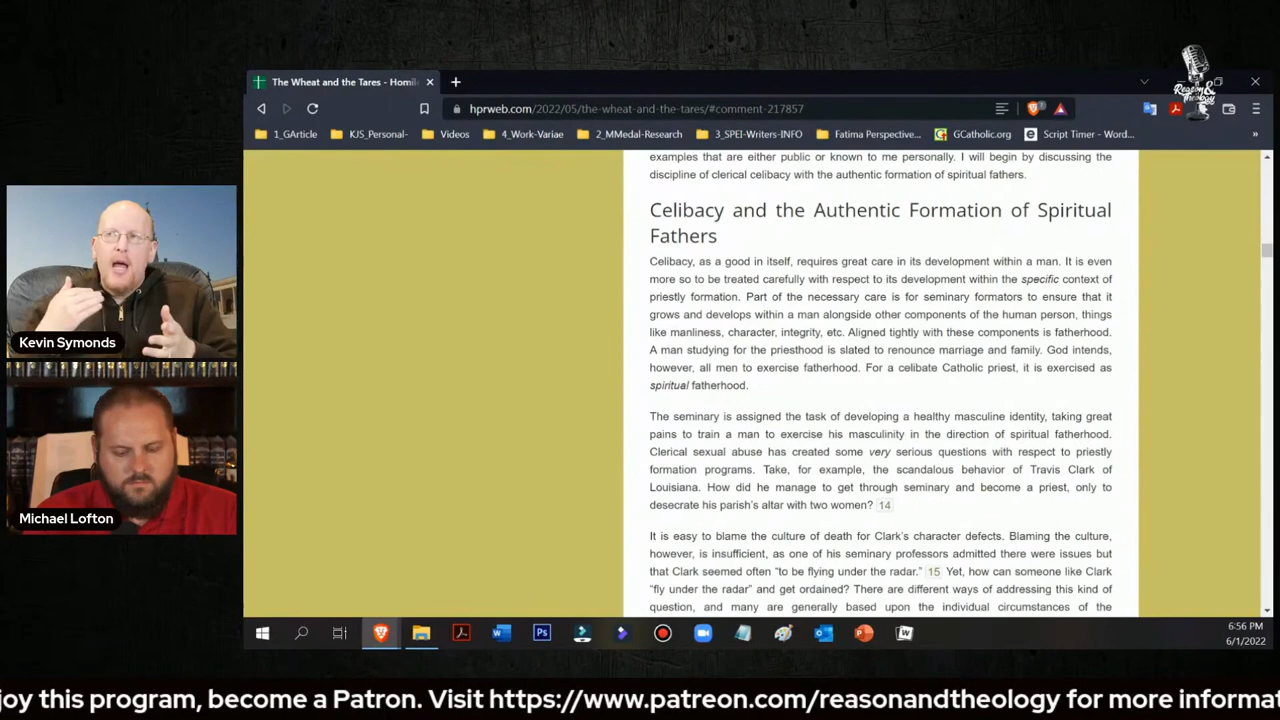 Reason &
Theology
The Wheat and the Tares - Homil
hprweb.com/2022/05/the-wheat-and-the-tares/#comment-217857
1_GArticle
KJS_Personal-
Videos
4_Work-Variae
2_MMedal-Research
3_SPEI-Writers-INFO
Fatima Perspective...
GCatholic.org
Script Timer - Word...
examples that are either public or known to me personally. I will begin by discussing the
discipline of clerical celibacy with the authentic formation of spiritual fathers.
Celibacy and the Authentic Formation of Spiritual
Fathers
Celibacy, as a good in itself, requires great care in its development within a man. It is even
more so to be treated carefully with respect to its development within the specific context of
priestly formation. Part of the necessary care is for seminary formators to ensure that it
grows and develops within a man alongside other components of the human person, things
like manliness, character, integrity, etc. Aligned tightly with these components is fatherhood.
A man studying for the priesthood is slated to renounce marriage and family. God intends,
however, all men to exercise fatherhood. For a celibate Catholic priest, it is exercised as
spiritual fatherhood.
The seminary is assigned the task of developing a healthy masculine identity, taking great
pains to train a man to exercise his masculinity in the direction of spiritual fatherhood.
Clerical sexual abuse has created some very serious questions with respect to priestly
formation programs. Take, for example, the scandalous behavior of Travis Clark of
Louisiana. How did he manage to get through seminary and become a priest, only to
desecrate his parish's altar with two women? 14
It is easy to blame the culture of death for Clark's character defects. Blaming the culture,
however, is insufficient, as one of his seminary professors admitted there were issues but
that Clark seemed often “to be flying under the radar.” 15 Yet, how can someone like Clark
“fly under the radar” and get ordained? There are different ways of addressing this kind of
question, and many are generally based upon the individual circumstances of the
Kevin Symonds
Michael Lofton
6:56 PM
6/1/2022
joy this program, become a Patron. Visit https://www.patreon.com/reasonandtheology for more informat